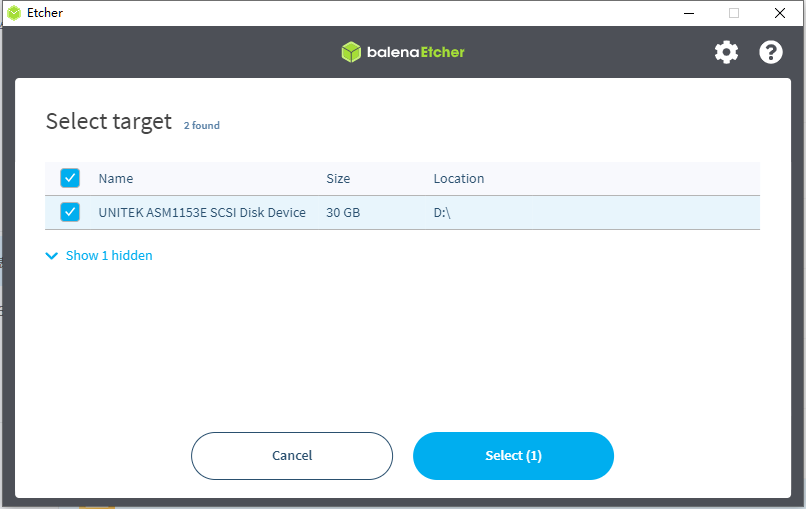 Etcher
balenaEtcher
Select target 2 found
Name Size Location
UNITEK ASM1153E SCSI Disk Device 30 GB D:\
Show 1 hidden
Cancel Select (1)